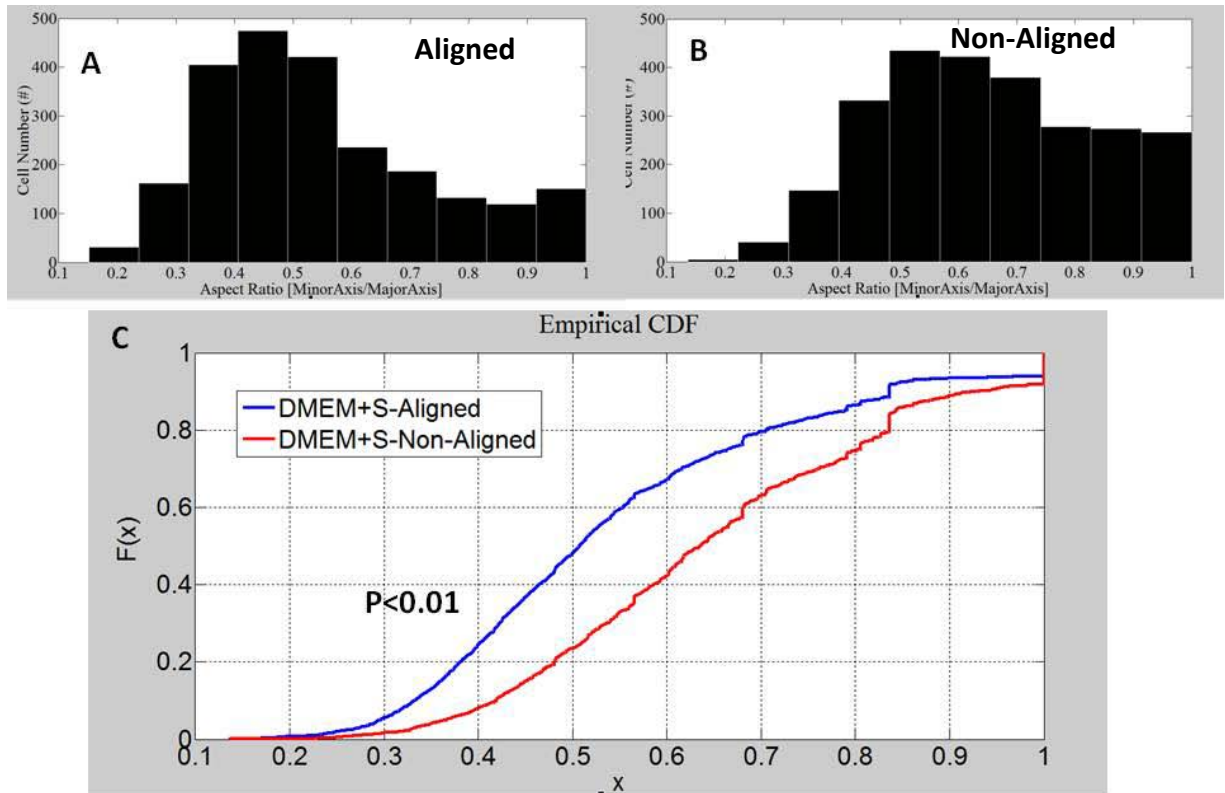 A
Aligned
500
400
300
200
100
0
Cell Number (#)
0.1 0.2 0.3 0.4 0.5 0.6 0.7 0.8 0.9 1
Aspect Ratio [MinorAxis/MajorAxis]
B
Non-Aligned
500
400
300
200
100
0
Cell Number (#)
0.1 0.2 0.3 0.4 0.5 0.6 0.7 0.8 0.9 1
Aspect Ratio [MinorAxis/MajorAxis]
C
Empirical CDF
1
0.8
0.6
0.4
0.2
0
F(x)
DMEM+S-Aligned
DMEM+S-Non-Aligned
P<0.01
0.1 0.2 0.3 0.4 0.5 0.6 0.7 0.8 0.9 1
x